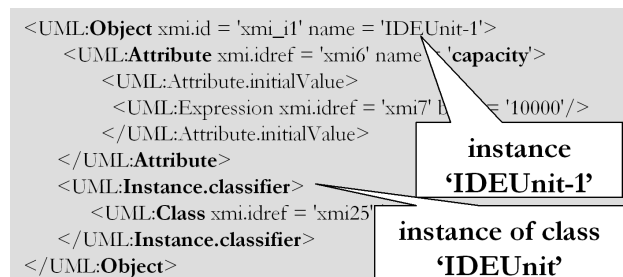 <UML:Object xmi.id = 'xmi_i1' name = 'IDEUnit-1'>
<UML:Attribute xmi.idref = 'xmi6' name = 'capacity'>
<UML:Attribute.initialValue>
<UML:Expression xmi.idref = 'xmi7' b = '10000'/>
</UML:Attribute.initialValue>
</UML:Attribute>
<UML:Instance.classifier>
<UML:Class xmi.idref = 'xmi25'
</UML:Instance.classifier>
</UML:Object>
instance
‘IDEUnit-1’
instance of class
‘IDEUnit’